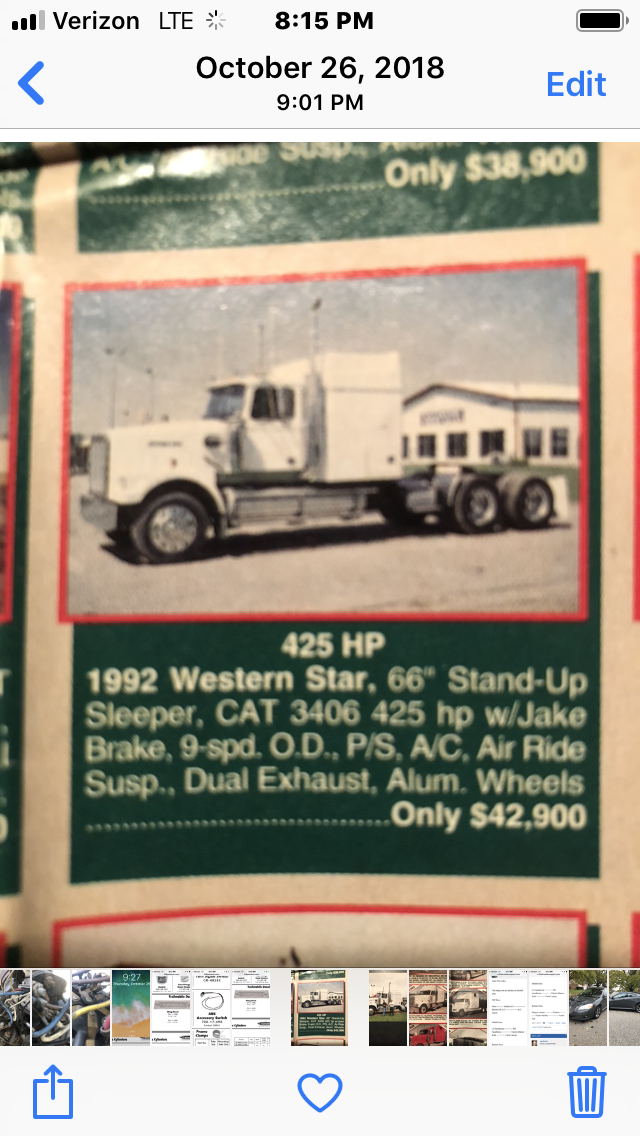 Verizon LTE 8:15 PM
October 26, 2018
9:01 PM
Edit
Only $38,900
425 HP
1992 Western Star, 66" Stand-Up
Sleeper, CAT 3406 425 hp w/Jake
Brake, 9-spd. O.D., P/S, A/C, Air Ride
Susp., Dual Exhaust, Alum. Wheels
Only $42,900
9:27